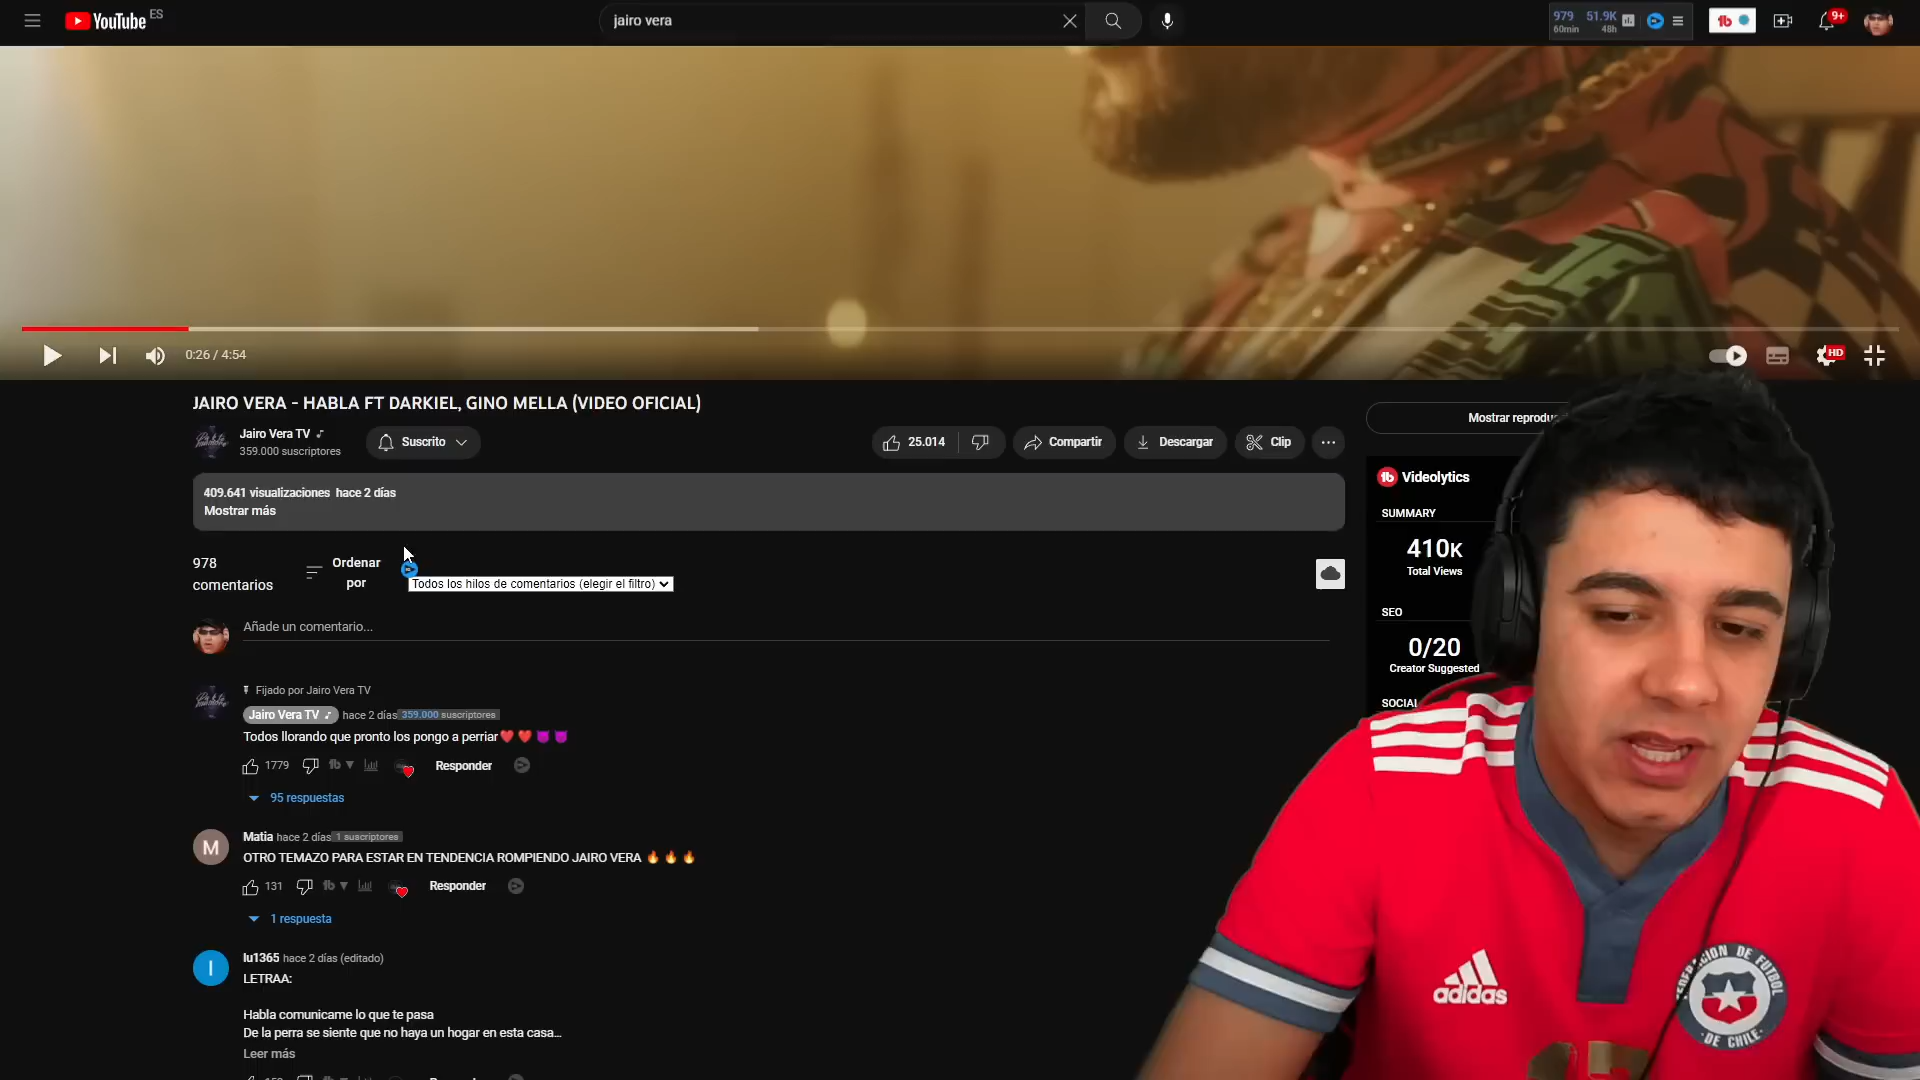 YouTube ES
jairo vera
979 51.9K
60min 48h
9+
0:26 / 4:54
HD
JAIRO VERA - HABLA FT DARKIEL, GINO MELLA (VIDEO OFICIAL)
Jairo Vera TV
359.000 suscriptores
Suscrito
25.014
Compartir
Descargar
Clip
Mostrar
409.641 visualizaciones hace 2 días
Mostrar más
978 comentarios
Ordenar por
Todos los hilos de comentarios (elegir el filtro)
Añade un comentario...
Fijado por Jairo Vera TV
Jairo Vera TV hace 2 días 359.000 suscriptores
Todos llorando que pronto los pongo a perriar❤️❤️😈😈
1779 Responder
95 respuestas
M
Matia hace 2 días 1 suscriptores
OTRO TEMAZO PARA ESTAR EN TENDENCIA ROMPIENDO JAIRO VERA 🔥🔥🔥
131 Responder
1 respuesta
lu1365 hace 2 días (editado)
LETRAA:
Habla comunicame lo que te pasa
De la perra se siente que no haya un hogar en esta casa...
Leer más
Videolytics
SUMMARY
410K
Total Views
SEO
0/20
Creator Suggested
SOCIAL
adidas
DE FUTBOL
DE CHILE